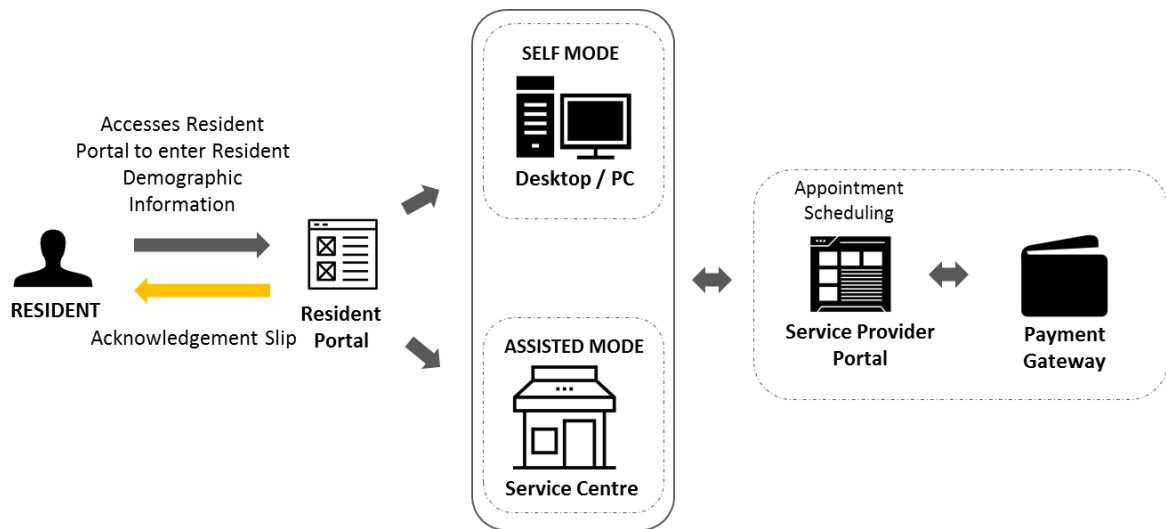 Accesses Resident
Portal to enter Resident
Demographic
Information
RESIDENT
Acknowledgement Slip
Resident
Portal
SELF MODE
Desktop / PC
ASSISTED MODE
Service Centre
Appointment
Scheduling
Service Provider
Portal
Payment
Gateway